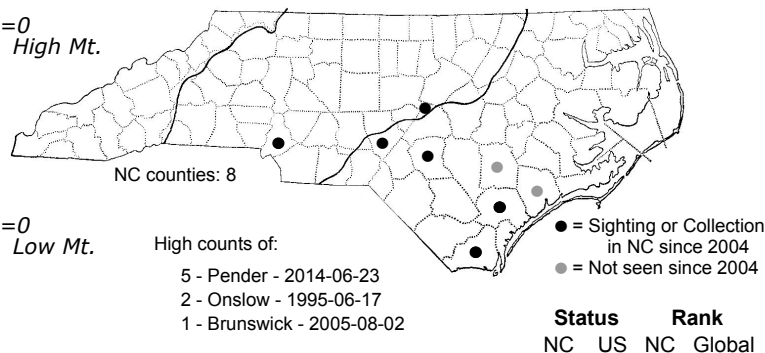 =0
High Mt.
NC counties: 8
=0
Low Mt.
High counts of:
5 - Pender - 2014-06-23
2 - Onslow - 1995-06-17
1 - Brunswick - 2005-08-02
= Sighting or Collection
in NC since 2004
= Not seen since 2004
Status Rank
NC US NC Global